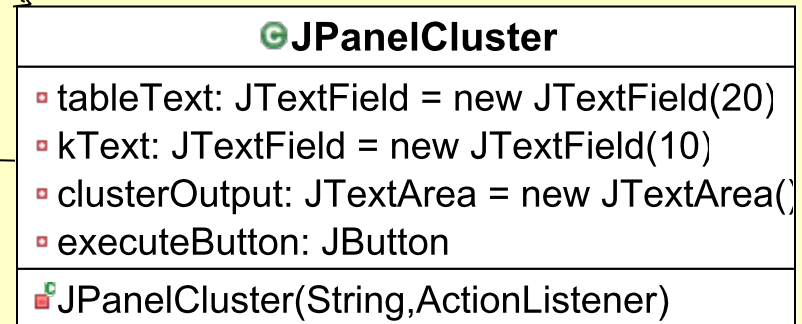 JPanelCluster
tableText: JTextField = new JTextField(20)
kText: JTextField = new JTextField(10)
clusterOutput: JTextArea = new JTextArea()
executeButton: JButton
JPanelCluster(String,ActionListener)